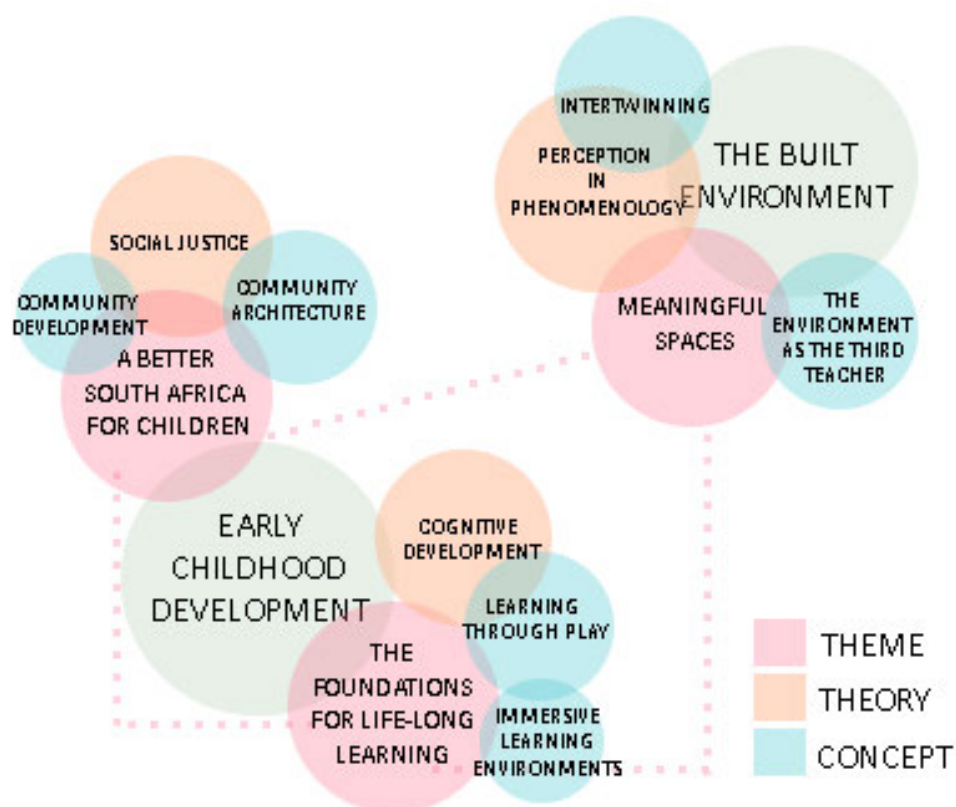 INTERTWINNING
PERCEPTION
IN
PHENOMENOLOGY
THE BUILT
ENVIRONMENT
MEANINGFUL
SPACES
THE
ENVIRONMENT
AS THE THIRD
TEACHER
SOCIAL JUSTICE
COMMUNITY
DEVELOPMENT
COMMUNITY
ARCHITECTURE
A BETTER
SOUTH AFRICA
FOR CHILDREN
EARLY
CHILDHOOD
DEVELOPMENT
COGNITIVE
DEVELOPMENT
LEARNING
THROUGH PLAY
THE
FOUNDATIONS
FOR LIFE-LONG
LEARNING
IMMERSIVE
LEARNING
ENVIRONMENTS
THEME
THEORY
CONCEPT